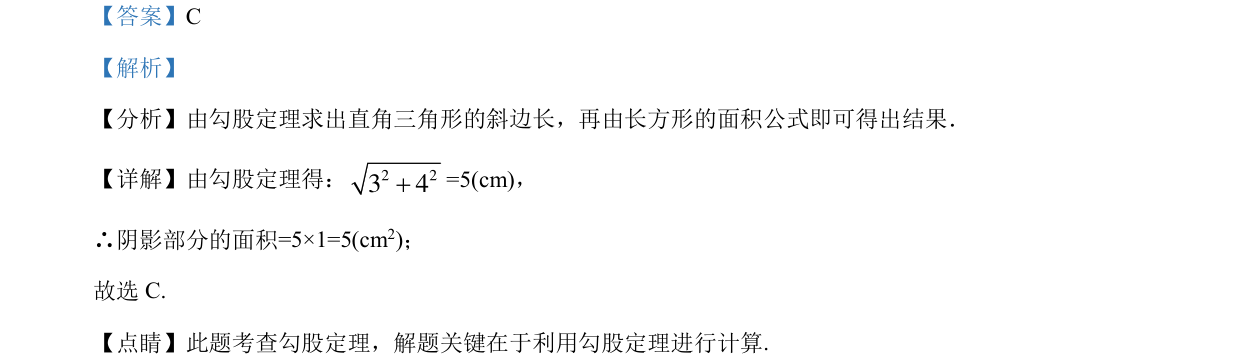 【答案】C
【解析】
【分析】由勾股定理求出直角三角形的斜边长，再由长方形的面积公式即可得出结果．
【详解】由勾股定理得：√(3²+4²) =5(cm)，
∴阴影部分的面积=5×1=5(cm²)；
故选 C.
【点睛】此题考查勾股定理，解题关键在于利用勾股定理进行计算.